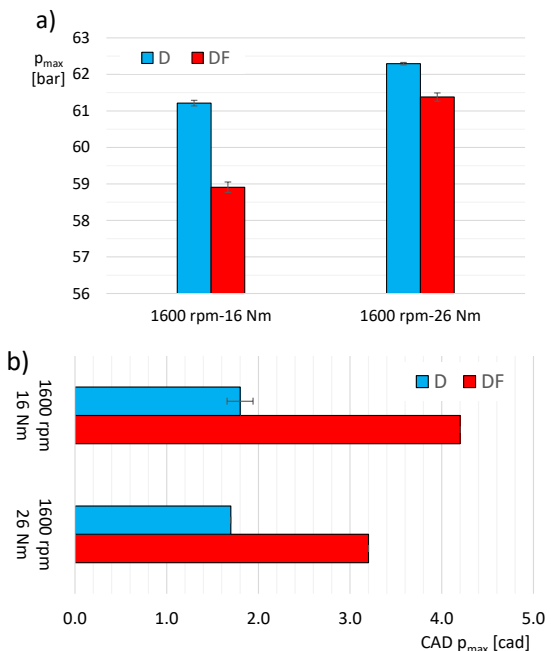 a)
p_max
[bar]
D DF
63
62
61
60
59
58
57
56
1600 rpm-16 Nm 1600 rpm-26 Nm
b)
D DF
1600 rpm
16 Nm
1600 rpm
26 Nm
0.0 1.0 2.0 3.0 4.0 5.0
CAD p_max [cad]